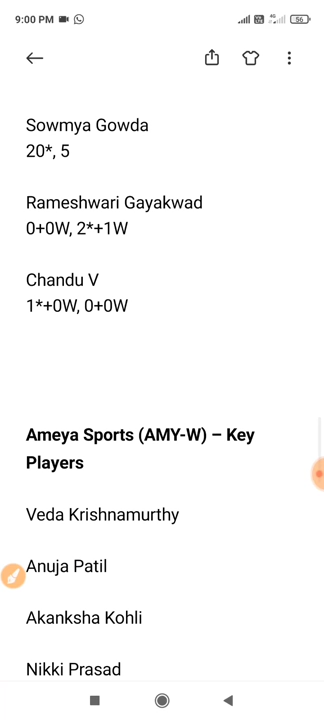 9:00 PM
56
Sowmya Gowda
20*, 5
Rameshwari Gayakwad
0+0W, 2*+1W
Chandu V
1*+0W, 0+0W
Ameya Sports (AMY-W) – Key
Players
Veda Krishnamurthy
Anuja Patil
Akanksha Kohli
Nikki Prasad